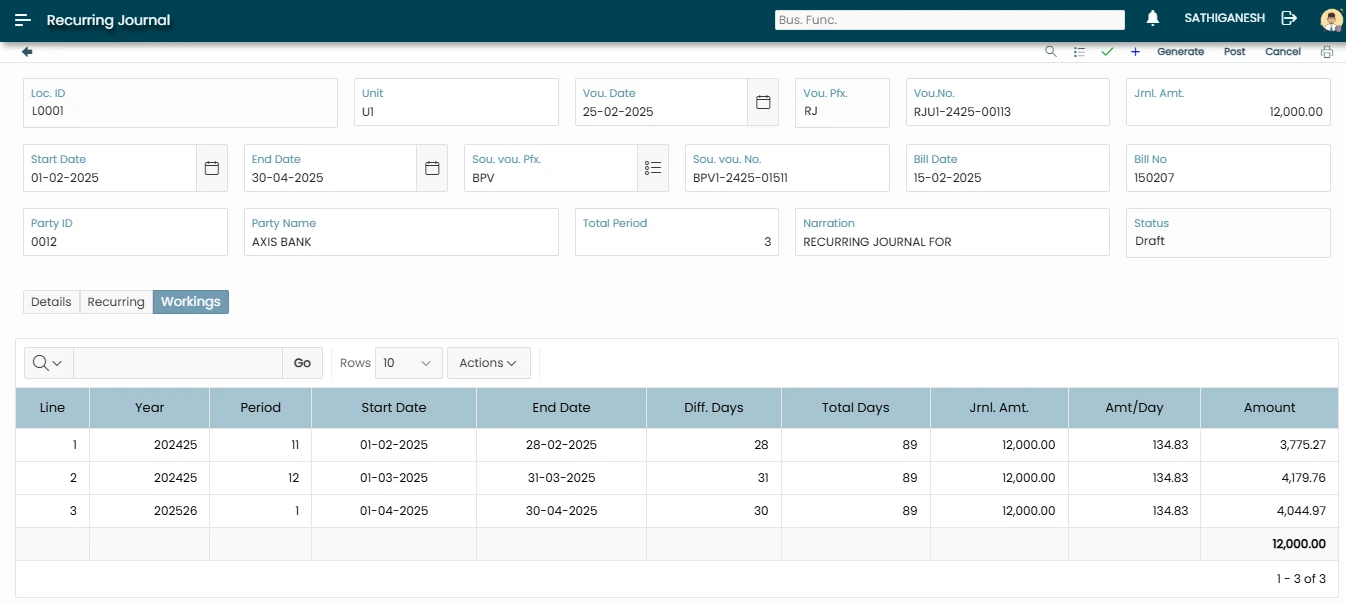 Recurring Journal
Bus. Func.
SATHIGANESH
Generate Post Cancel
Loc. ID Unit Vou. Date Vou. Pfx. Vou.No. Jrnl. Amt.
L0001 U1 25-02-2025 RJ RJU1-2425-00113 12,000.00
Start Date End Date Sou. vou. Pfx. Sou. vou. No. Bill Date Bill No
01-02-2025 30-04-2025 BPV BPV1-2425-01511 15-02-2025 150207
Party ID Party Name Total Period Narration Status
0012 AXIS BANK 3 RECURRING JOURNAL FOR Draft
Details Recurring Workings
Go Rows 10 Actions
Line Year Period Start Date End Date Diff. Days Total Days Jrnl. Amt. Amt/Day Amount
1 202425 11 01-02-2025 28-02-2025 28 89 12,000.00 134.83 3,775.27
2 202425 12 01-03-2025 31-03-2025 31 89 12,000.00 134.83 4,179.76
3 202526 1 01-04-2025 30-04-2025 30 89 12,000.00 134.83 4,044.97
12,000.00
1 - 3 of 3